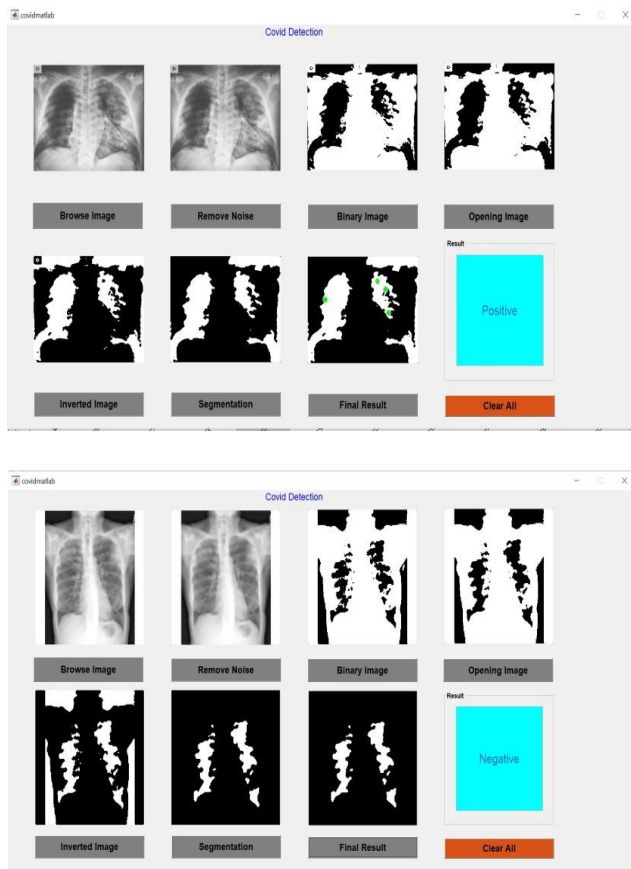 covidmatlab
Covid Detection
Browse Image
Remove Noise
Binary Image
Opening Image
Result
Positive
Inverted Image
Segmentation
Final Result
Clear All
covidmatlab
Covid Detection
Browse Image
Remove Noise
Binary Image
Opening Image
Result
Negative
Inverted Image
Segmentation
Final Result
Clear All